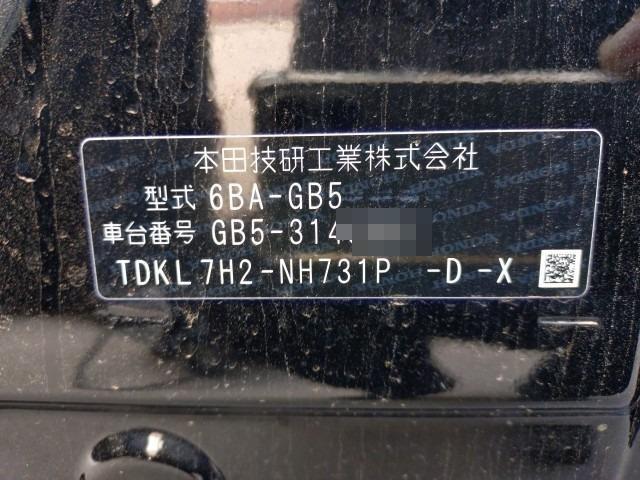 本田技研工業株式会社
型式 6BA-GB5
車台番号 GB5-314
TDKL 7H2-NH731P -D -X